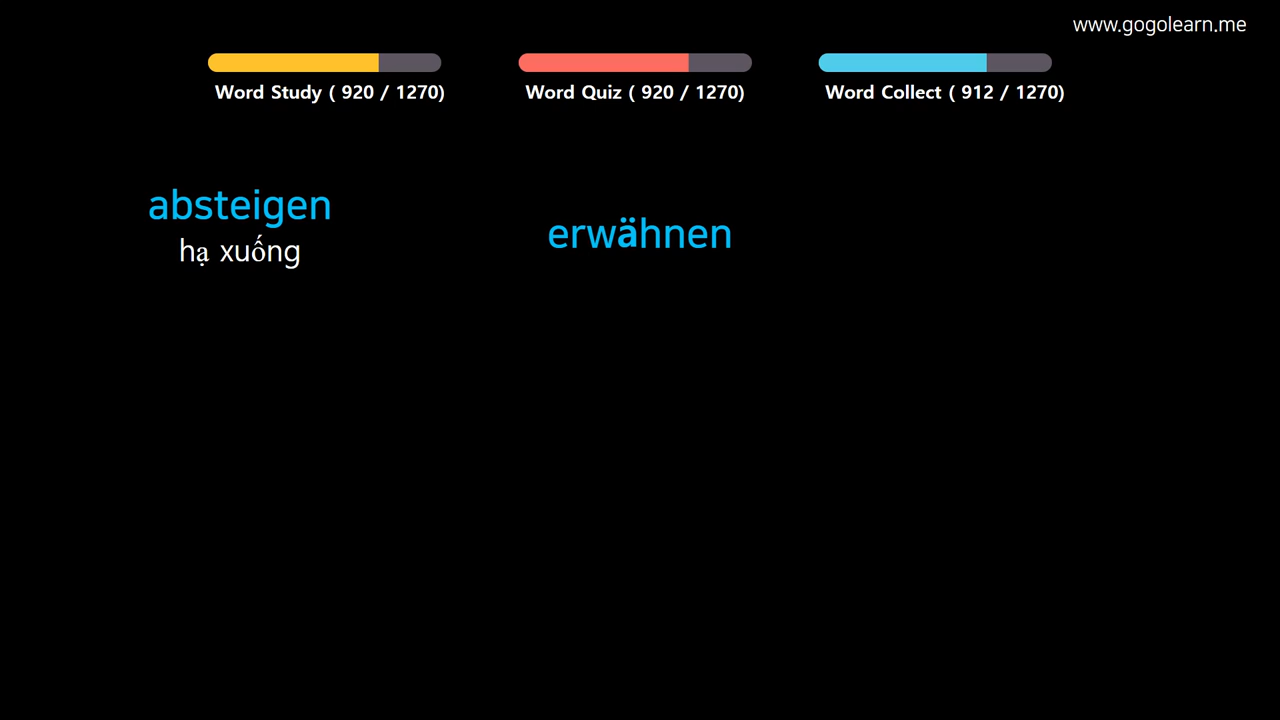 www.gogolearn.me
Word Study ( 920 / 1270)
Word Quiz ( 920 / 1270)
Word Collect ( 912 / 1270)
absteigen
hạ xuống
erwähnen